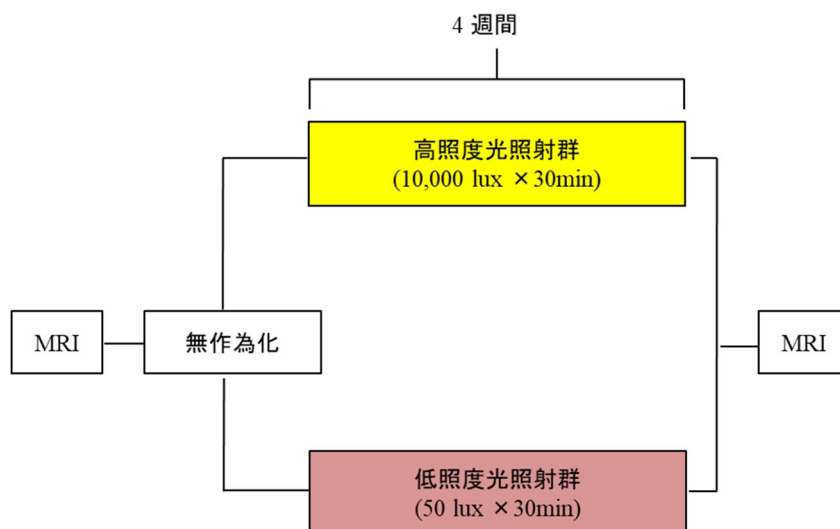 4 週間
高照度光照射群
(10,000 lux ×30min)
MRI
無作為化
MRI
低照度光照射群
(50 lux ×30min)